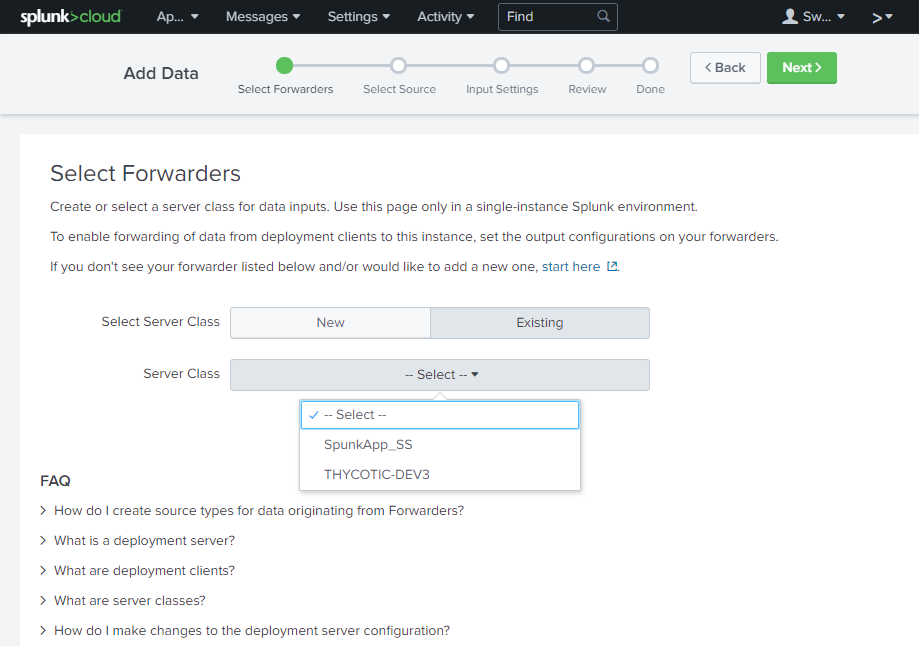 splunk>cloud Ap... Messages Settings Activity Find Sw... >
Add Data
Select Forwarders Select Source Input Settings Review Done
< Back Next >
Select Forwarders
Create or select a server class for data inputs. Use this page only in a single-instance Splunk environment.
To enable forwarding of data from deployment clients to this instance, set the output configurations on your forwarders.
If you don't see your forwarder listed below and/or would like to add a new one, start here.
Select Server Class New Existing
Server Class -- Select --
-- Select --
SpunkApp_SS
THYCOTIC-DEV3
FAQ
> How do I create source types for data originating from Forwarders?
> What is a deployment server?
> What are deployment clients?
> What are server classes?
> How do I make changes to the deployment server configuration?